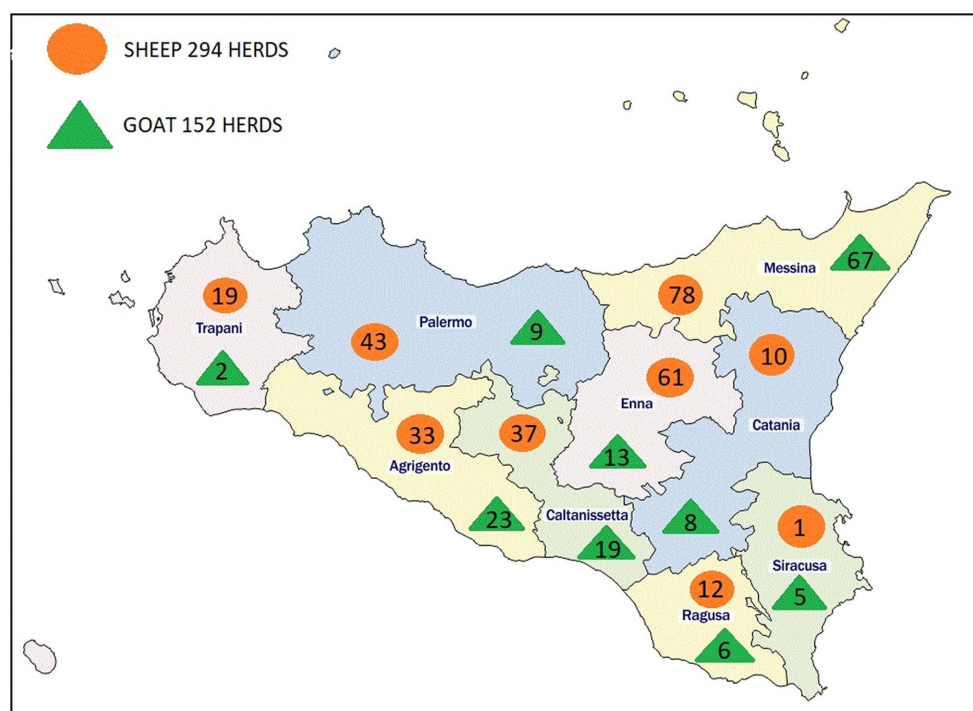 SHEEP 294 HERDS
GOAT 152 HERDS
67
Messina
19
78
Trapani
Palermo
9
43
10
2
61
Enna
Catania
33
37
Agrigento
13
23
Caltanissetta
8
1
19
Siracusa
12
5
Ragusa
6